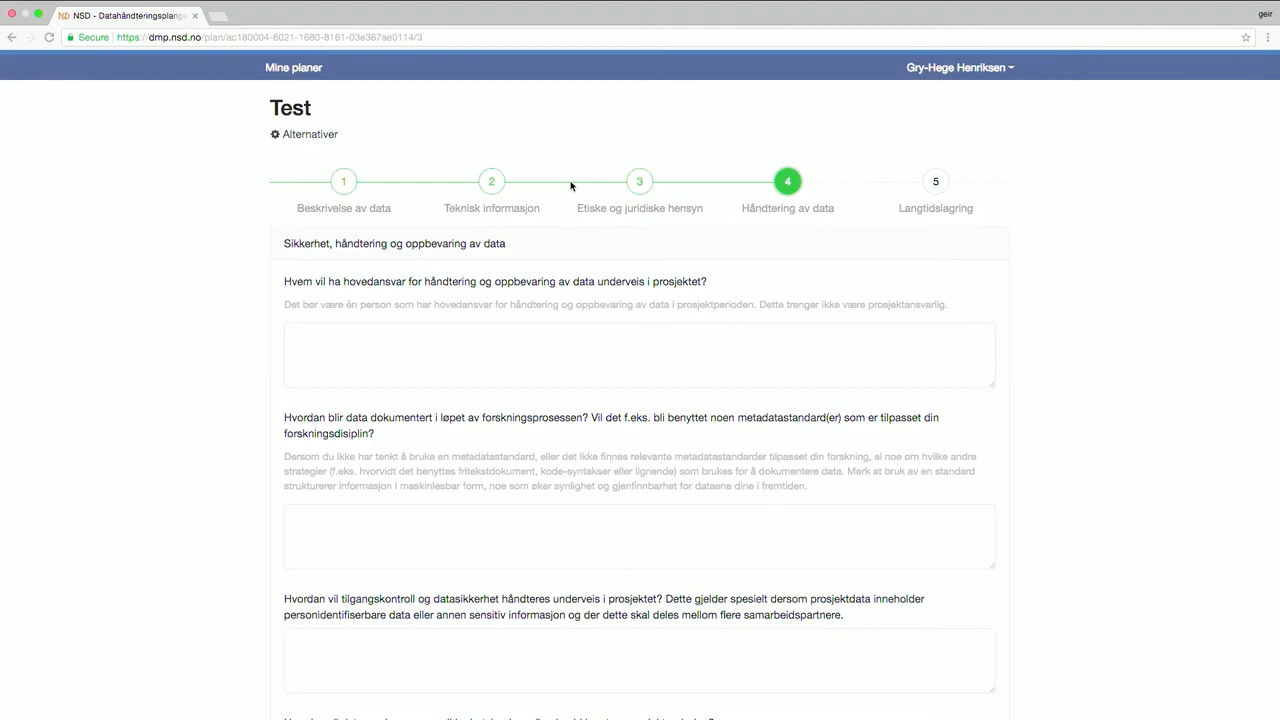 NSD - Datahåndteringsplangs
geir
Secure https://dmp.nsd.no/plan/ac180004-6021-1680-8161-03e367ae0114/3
Mine planer
Gry-Hege Henriksen
Test
Alternativer
1 2 3 4 5
Beskrivelse av data Teknisk informasjon Etiske og juridiske hensyn Håndtering av data Langtidslagring
Sikkerhet, håndtering og oppbevaring av data
Hvem vil ha hovedansvar for håndtering og oppbevaring av data underveis i prosjektet?
Det bør være èn person som har hovedansvar for håndtering og oppbevaring av data i prosjektperioden. Dette trenger ikke være prosjektansvarlig.
Hvordan blir data dokumentert i løpet av forskningsprosessen? Vil det f.eks. bli benyttet noen metadatastandard(er) som er tilpasset din
forskningsdisiplin?
Dersom du ikke har tenkt å bruke en metadatastandard, eller det ikke finnes relevante metadatastandarder tilpasset din forskning, si noe om hvilke andre
strategier (f.eks. hvorvidt det benyttes fritekstdokument, kode-syntakser eller lignende) som brukes for å dokumentere data. Merk at bruk av en standard
strukturerer informasjon i maskinlesbar form, noe som øker synlighet og gjenfinnbarhet for dataene dine i fremtiden.
Hvordan vil tilgangskontroll og datasikkerhet håndteres underveis i prosjektet? Dette gjelder spesielt dersom prosjektdata inneholder
personidentifiserbare data eller annen sensitiv informasjon og der dette skal deles mellom flere samarbeidspartnere.